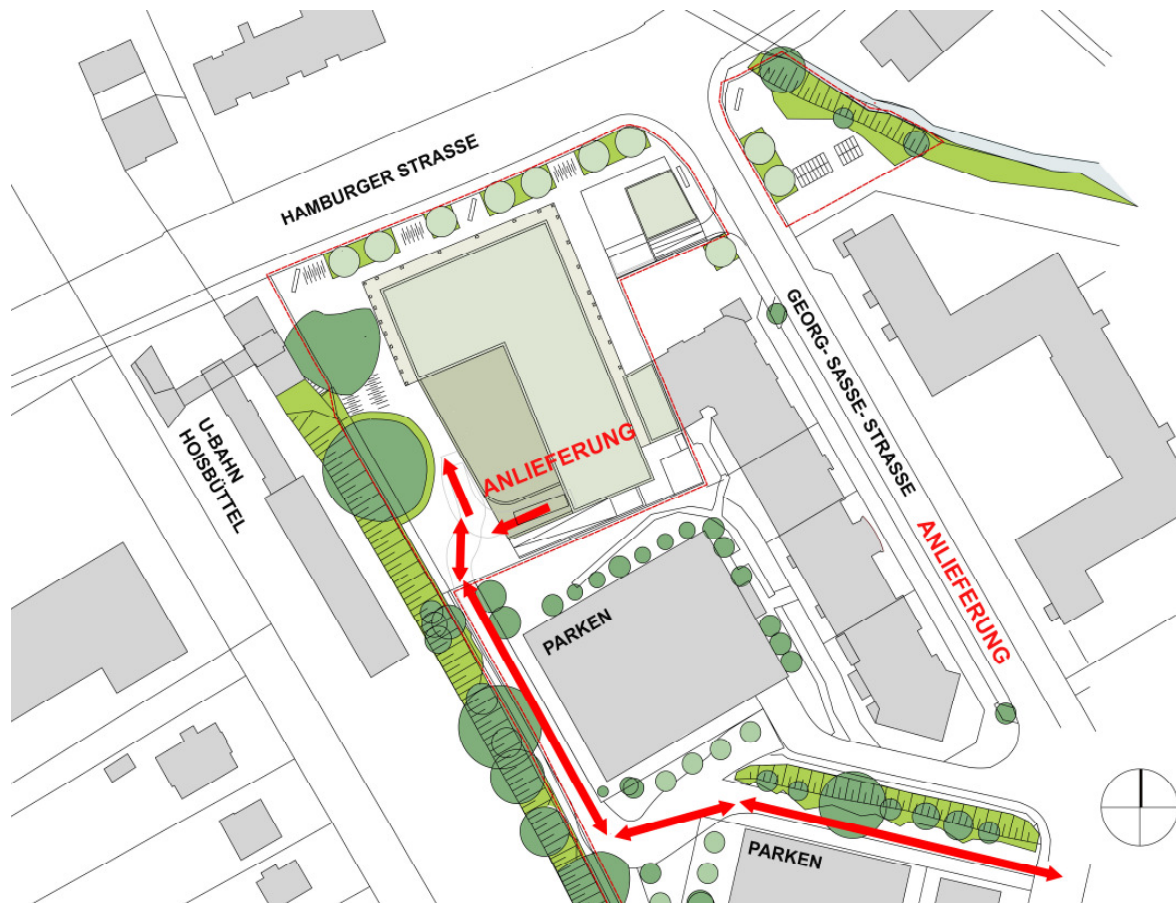 HAMBURGER STRASSE
GEORG- SASSE- STRASSE
U-BAHN
HOISBÜTTEL
ANLIEFERUNG
ANLIEFERUNG
PARKEN
PARKEN